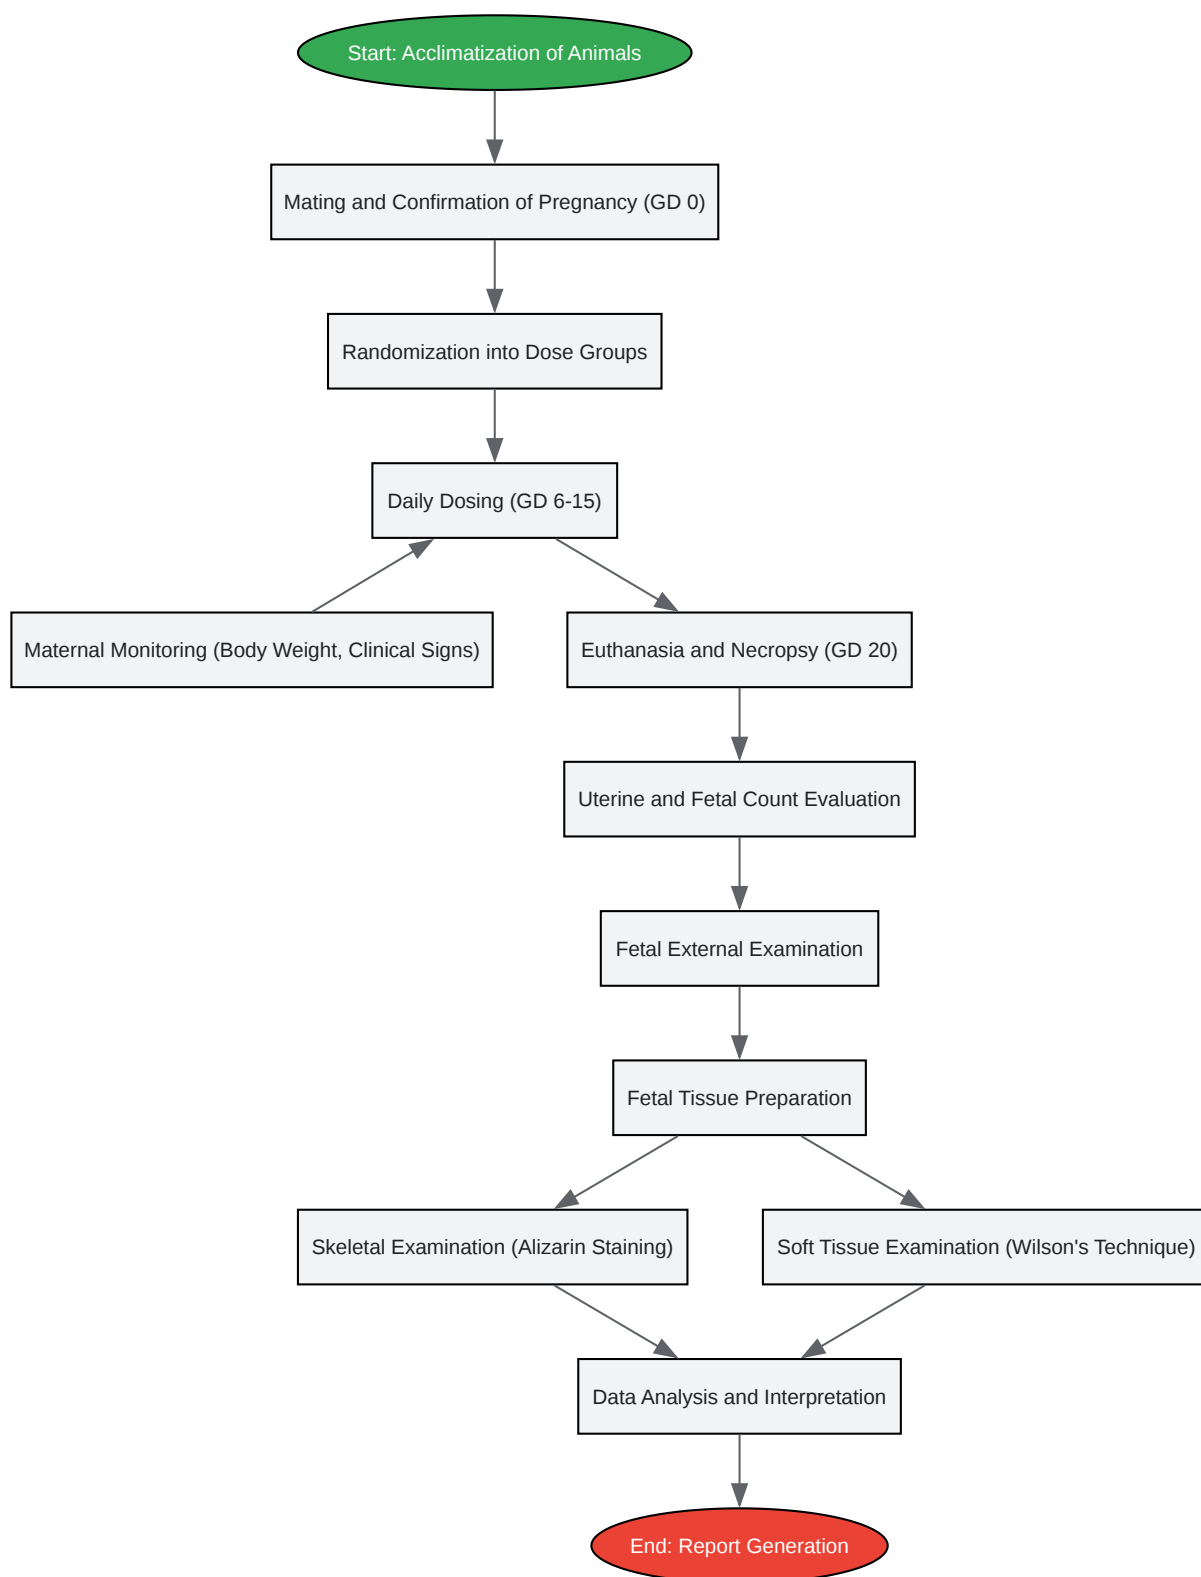 Start: Acclimatization of Animals
Mating and Confirmation of Pregnancy (GD 0)
Randomization into Dose Groups
Daily Dosing (GD 6-15)
Maternal Monitoring (Body Weight, Clinical Signs)
Euthanasia and Necropsy (GD 20)
Uterine and Fetal Count Evaluation
Fetal External Examination
Fetal Tissue Preparation
Skeletal Examination (Alizarin Staining)
Soft Tissue Examination (Wilson's Technique)
Data Analysis and Interpretation
End: Report Generation